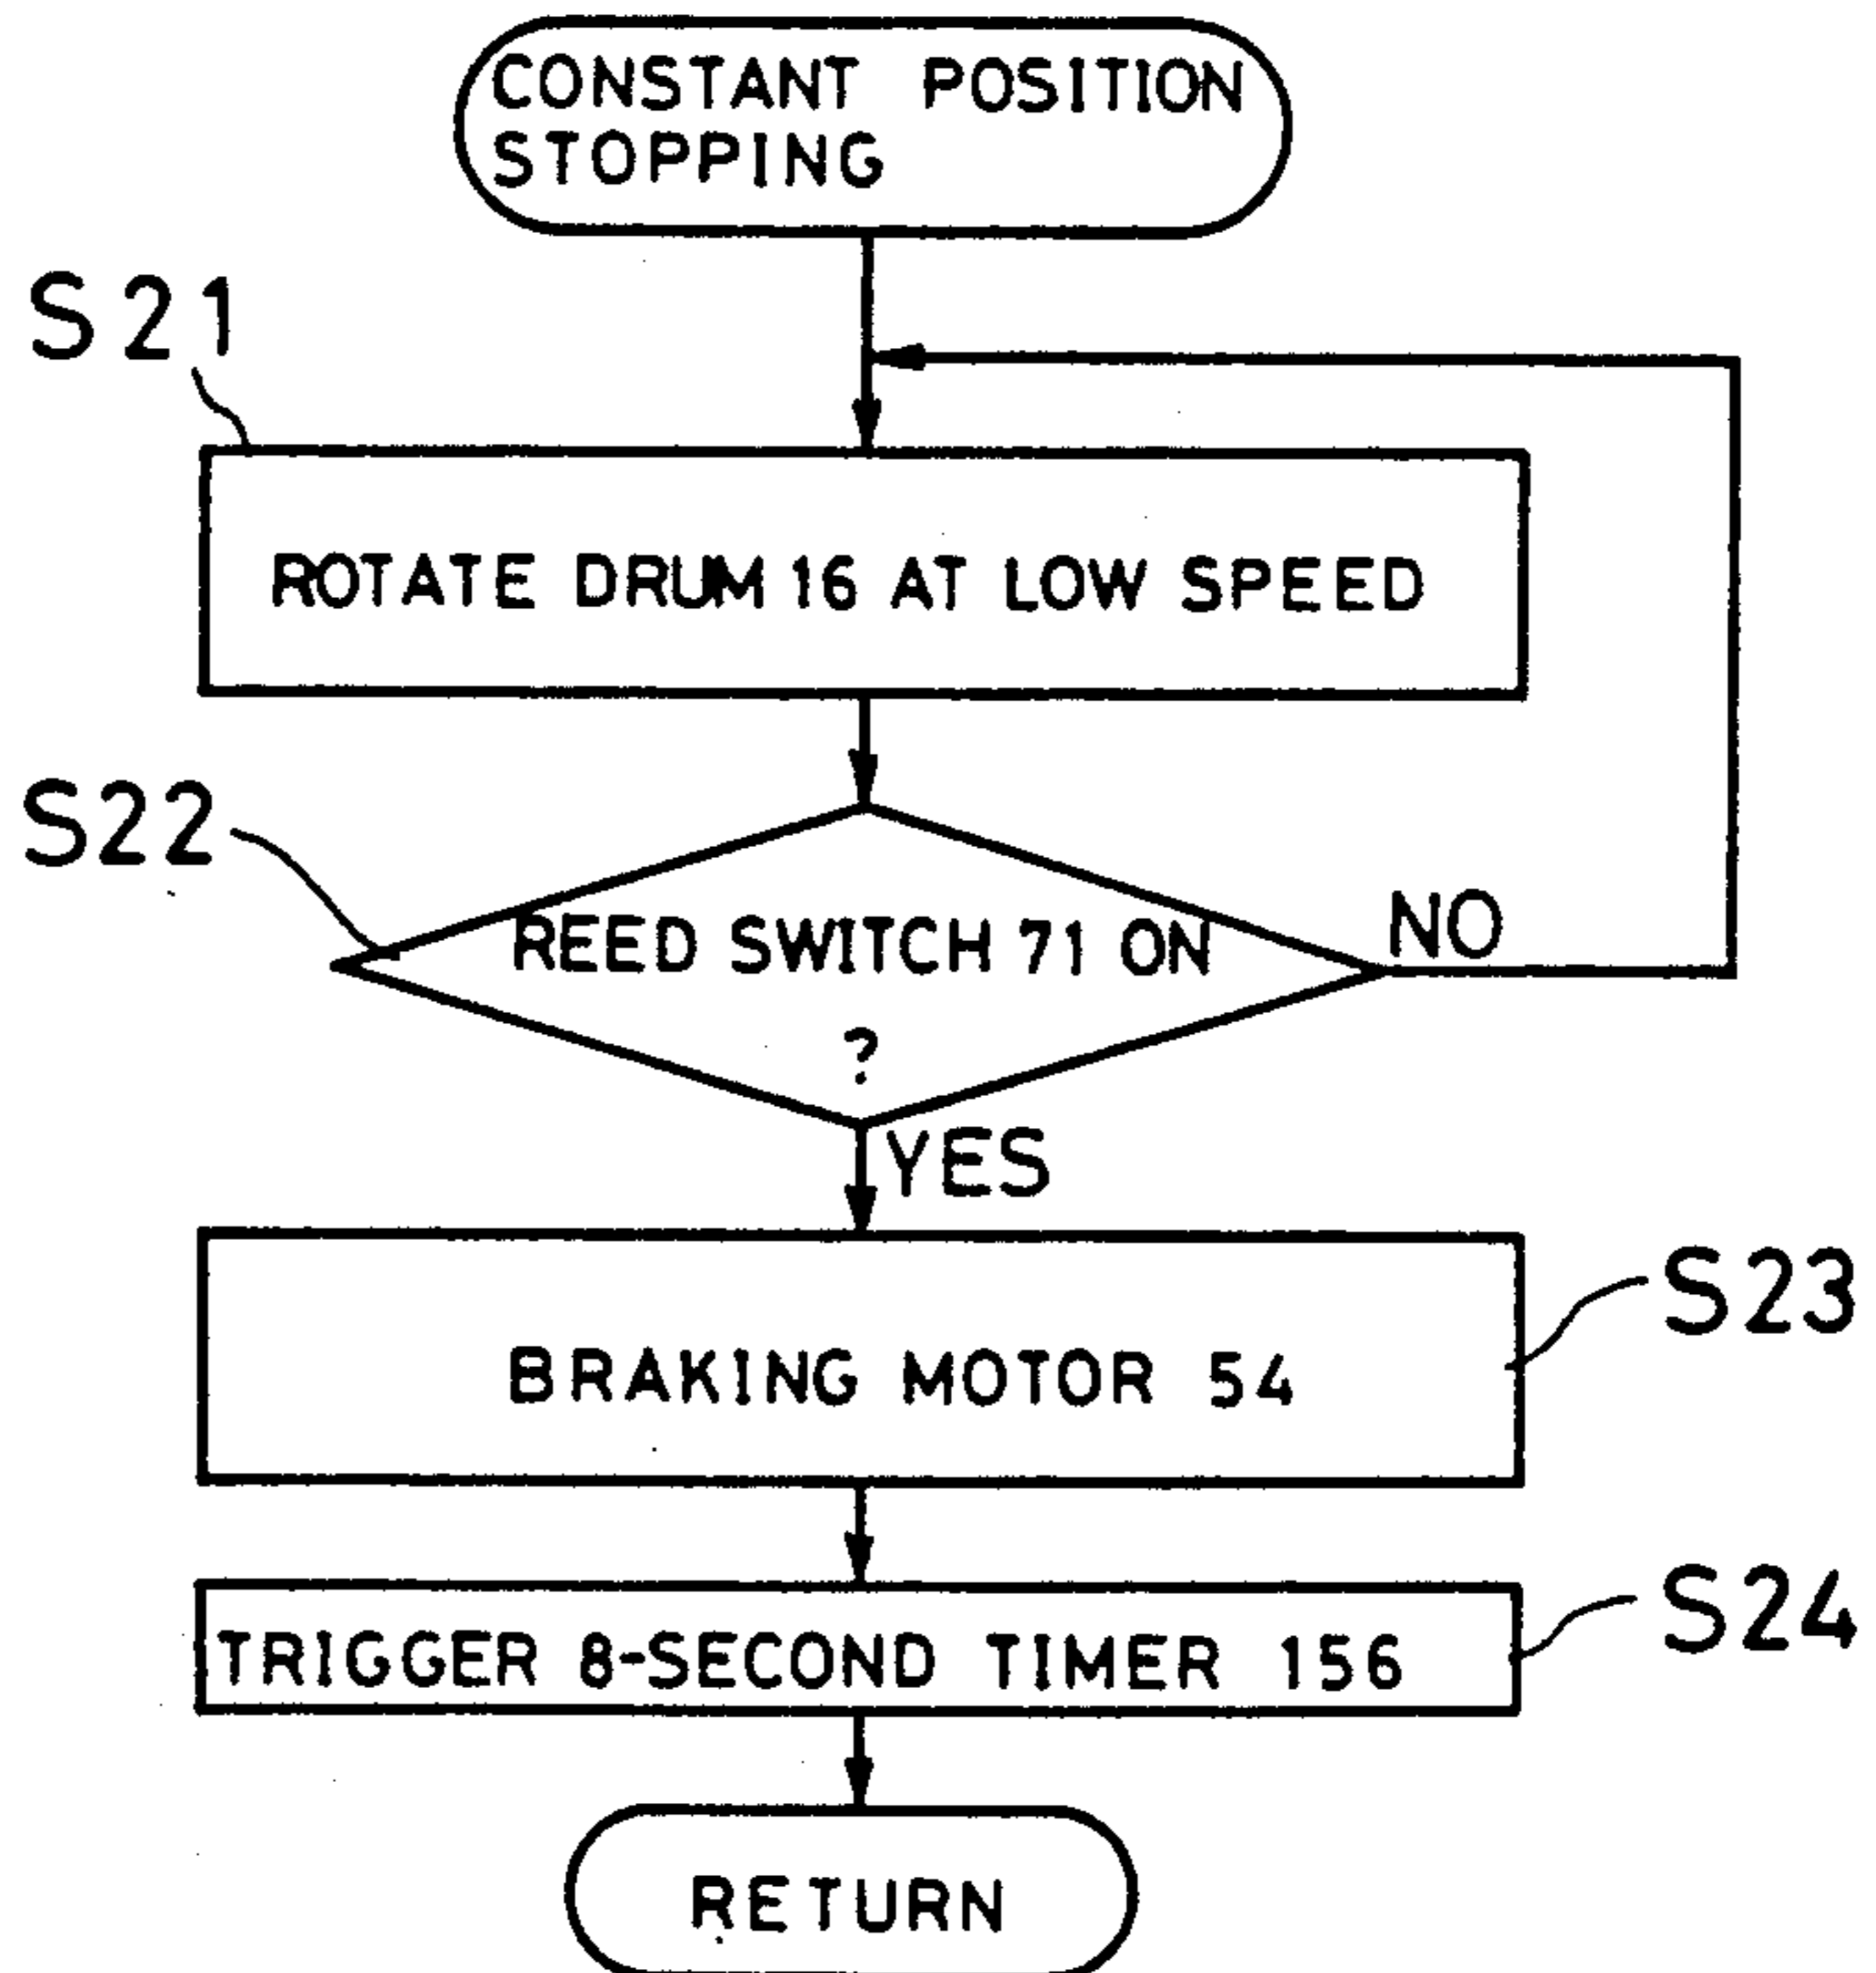 CONSTANT POSITION
STOPPING
S21
ROTATE DRUM 16 AT LOW SPEED
S22
REED SWITCH 71 ON
?
NO
YES
S23
BRAKING MOTOR 54
S24
TRIGGER 8-SECOND TIMER 156
RETURN